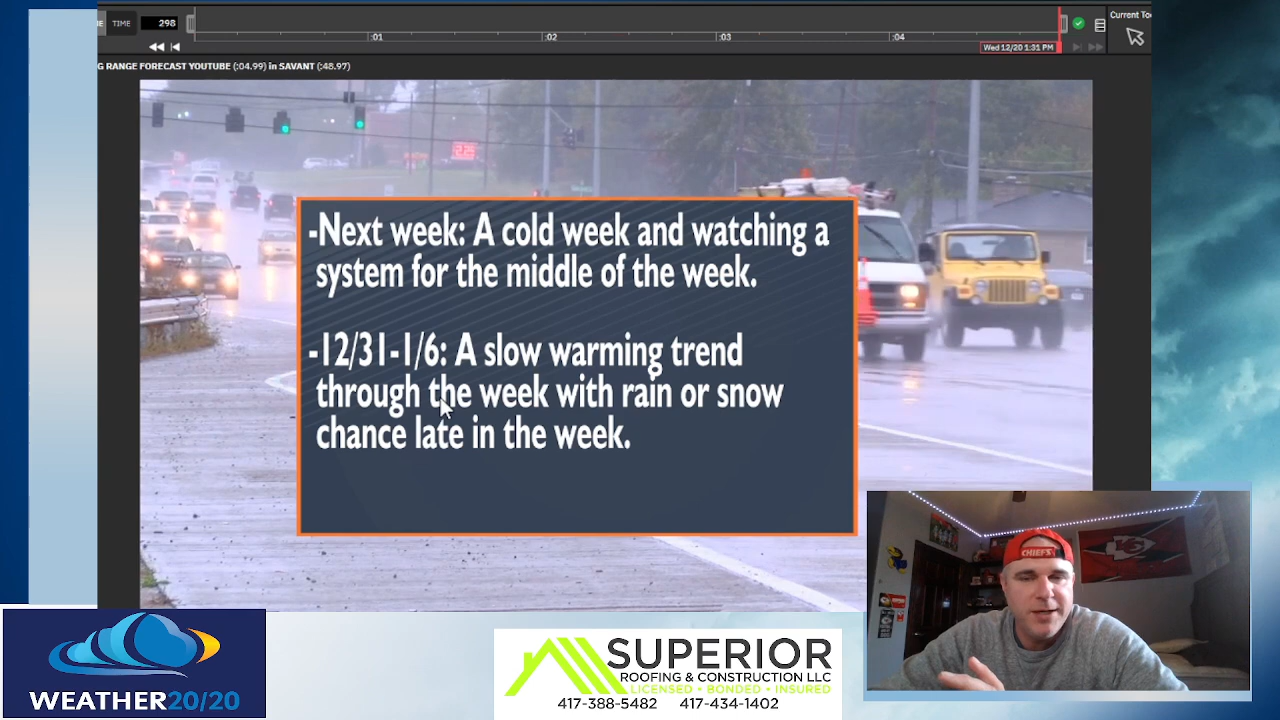 TIME
298
:01
:02
:03
:04
Current To
Wed 12/20 1:31 PM
G RANGE FORECAST YOUTUBE (:04.99) in SAVANT (:48.97)
-Next week: A cold week and watching a
system for the middle of the week.
-12/31-1/6: A slow warming trend
through the week with rain or snow
chance late in the week.
CHIEFS
WEATHER20/20
SUPERIOR
ROOFING & CONSTRUCTION LLC
LICENSED • BONDED • INSURED
417-388-5482 417-434-1402